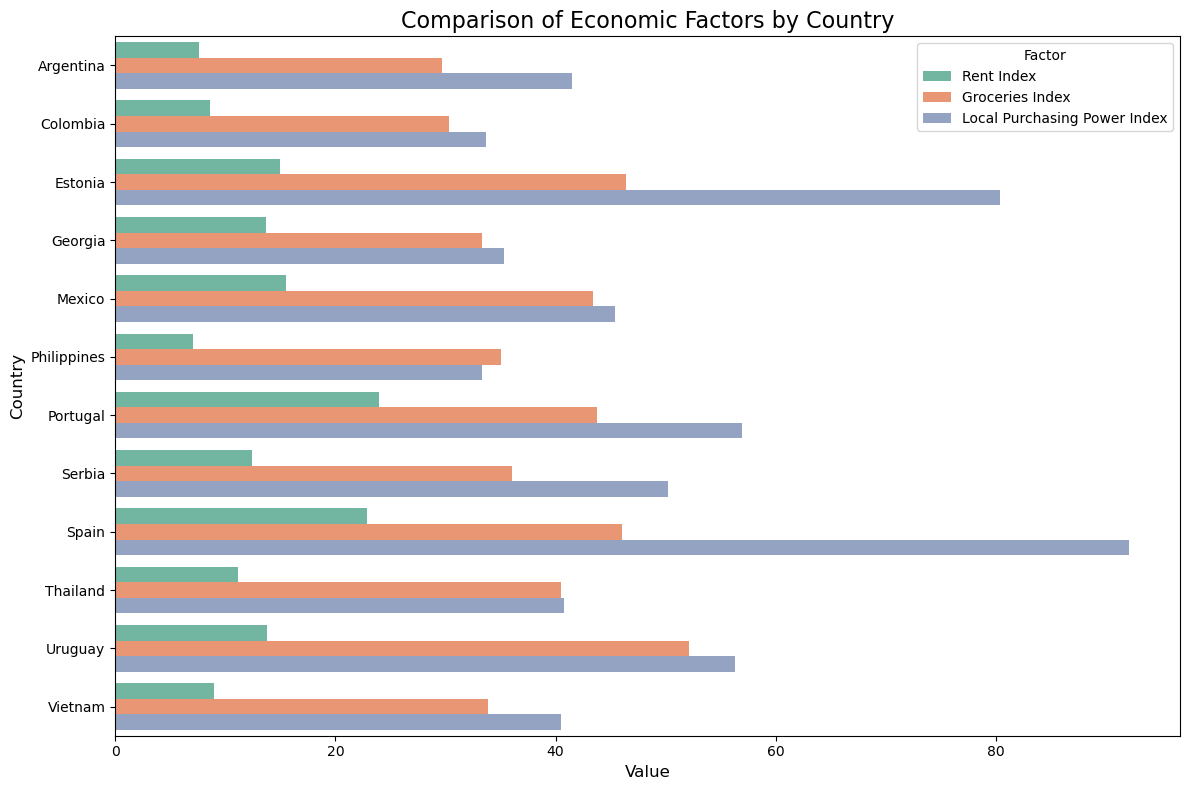 Comparison of Economic Factors by Country
Factor
Rent Index
Groceries Index
Local Purchasing Power Index
Country
Argentina
Colombia
Estonia
Georgia
Mexico
Philippines
Portugal
Serbia
Spain
Thailand
Uruguay
Vietnam
0 20 40 60 80
Value